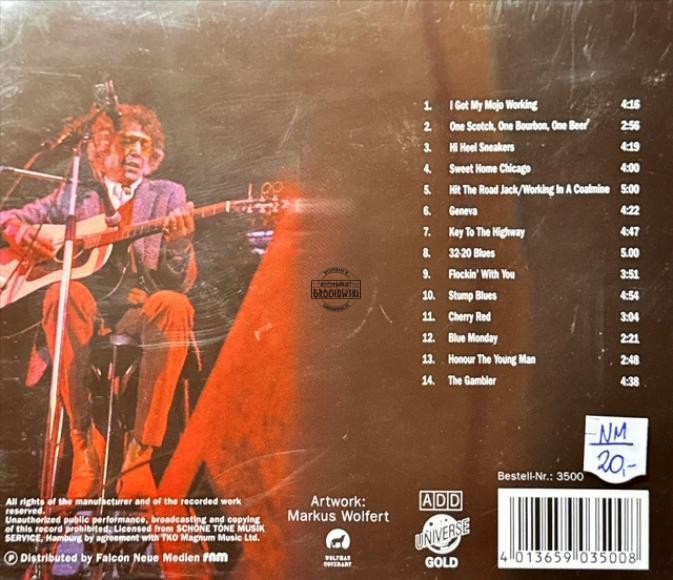 1. I Got My Mojo Working 4:16
2. One Scotch, One Bourbon, One Beer' 2:56
3. Hi Heel Sneakers 4:19
4. Sweet Home Chicago 4:00
5. Hit The Road Jack/Working In A Coalmine 5:00
6. Geneva 4:22
7. Key To The Highway 4:47
8. 32-20 Blues 5.00
9. Flockin' With You 3:51
10. Stump Blues 4:54
11. Cherry Red 3:04
12. Blue Monday 2:21
13. Honour The Young Man 2:48
14. The Gambler 4:38
GROCHOWSKI
NM
20,-
Bestell-Nr.: 3500
4 013659 035008
All rights of the manufacturer and of the recorded work
reserved.
Unauthorized public performance, broadcasting and copying
of this record prohibited. Licensed from SCHÖNE TÖNE MUSIK
SERVICE, Hamburg by agreement with TKO Magnum Music Ltd.
℗ Distributed by Falcon Neue Medien fnm
Artwork:
Markus Wolfert
WOLFMAN
COVERART
ADD
UNIVERSE
GOLD